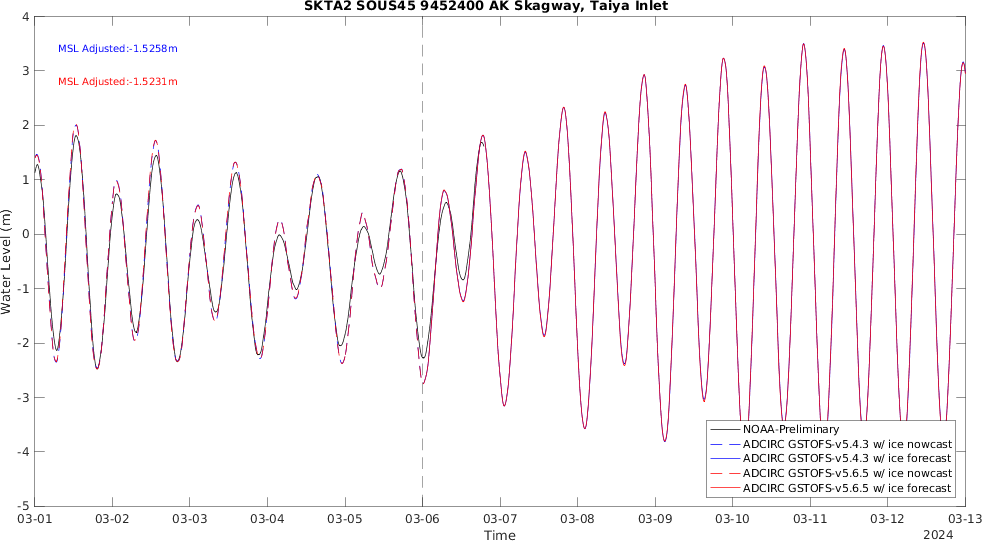 SKTA2 SOUS45 9452400 AK Skagway, Taiya Inlet
4
MSL Adjusted:-1.5258m
3
MSL Adjusted:-1.5231m
2
1
0
Water Level (m)
-1
-2
-3
NOAA-Preliminary
ADCIRC GSTOFS-v5.4.3 w/ ice nowcast
-4
ADCIRC GSTOFS-v5.4.3 w/ ice forecast
ADCIRC GSTOFS-v5.6.5 w/ ice nowcast
ADCIRC GSTOFS-v5.6.5 w/ ice forecast
-5
03-01 03-02 03-03 03-04 03-05 03-06 03-07 03-08 03-09 03-10 03-11 03-12 03-13
Time
2024